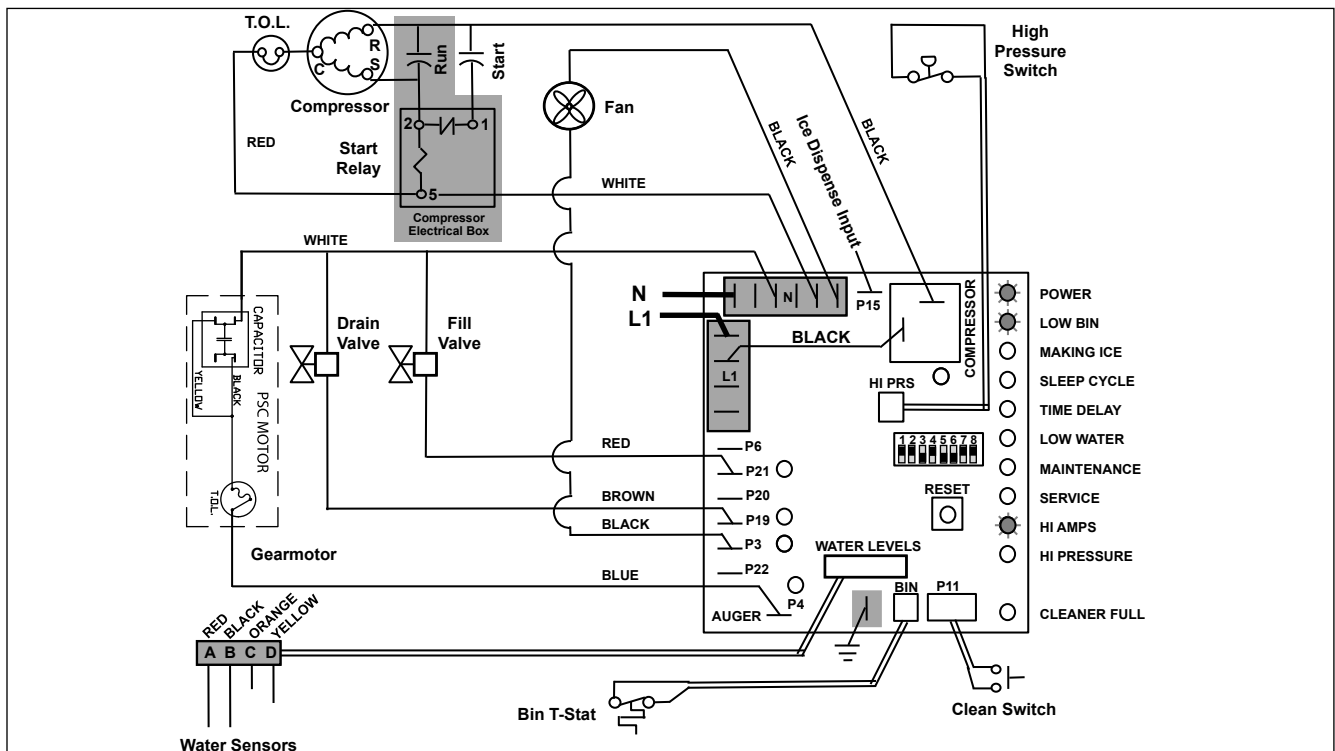 T.O.L.
R
S
C
Compressor
Run
Start
2
1
5
Start
Relay
Compressor
Electrical Box
RED
WHITE
WHITE
Fan
BLACK
BLACK
Ice Dispense Input
High
Pressure
Switch
N
L1
N
P15
L1
BLACK
COMPRESSOR
HI PRS
1 2 3 4 5 6 7 8
RESET
POWER
LOW BIN
MAKING ICE
SLEEP CYCLE
TIME DELAY
LOW WATER
MAINTENANCE
SERVICE
HI AMPS
HI PRESSURE
CLEANER FULL
CAPACITOR
YELLOW
BLACK
PSC MOTOR
T.O.L.
Gearmotor
Drain
Valve
Fill
Valve
RED
BROWN
BLACK
BLUE
P6
P21
P20
P19
P3
P22
P4
AUGER
WATER LEVELS
BIN
P11
RED
BLACK
ORANGE
YELLOW
A B C D
Water Sensors
Bin T-Stat
Clean Switch